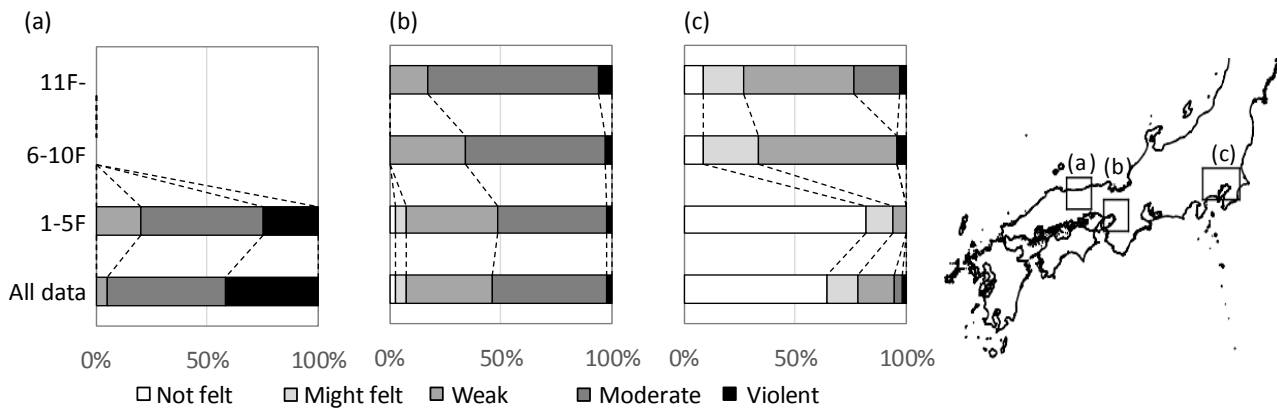 (a) (b) (c)
11F-
6-10F
1-5F
All data
0% 50% 100% 0% 50% 100% 0% 50% 100%
Not felt Might felt Weak Moderate Violent
(a) (b) (c)